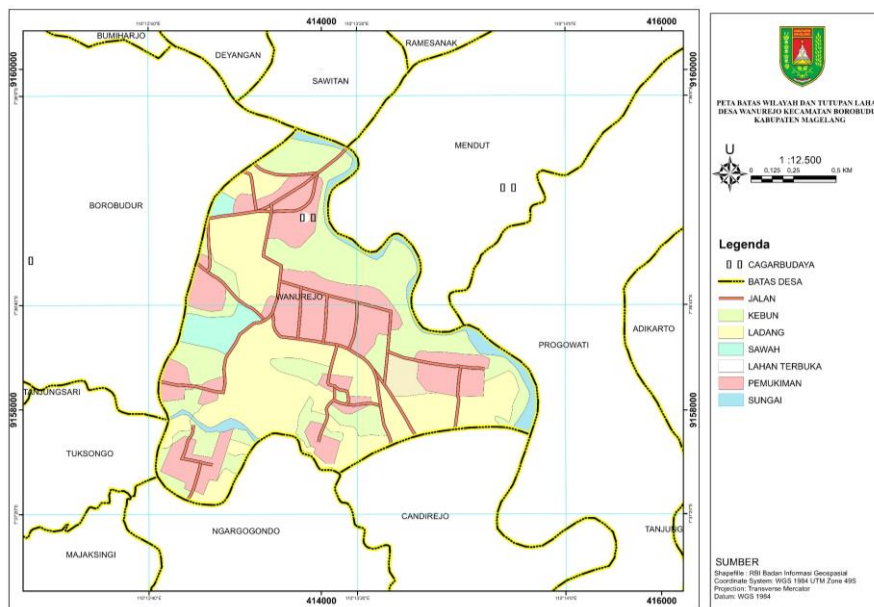 414000
416000
BUMIHARJO
DEYANGAN
RAMESANAK
SAWITAN
9160000
9160000
MENDUT
BOROBUDUR
WANUREJO
PROGOWATI
ADIKARTO
TANJUNGSARI
9158000
9158000
TUKSONGO
NGARGOGONDO
CANDIREJO
TANJUNG
MAJAKSINGI
414000
416000
PETA BATAS WILAYAH DAN TUTUPAN LAHA
DESA WANUREJO KECAMATAN BOROBUDU
KABUPATEN MAGELANG
U
1 :12.500
0 0,125 0,25 0,5 KM
Legenda
CAGARBUDAYA
BATAS DESA
JALAN
KEBUN
LADANG
SAWAH
LAHAN TERBUKA
PEMUKIMAN
SUNGAI
SUMBER
Shapefille : RBI Badan Informasi Geospasial
Coordinate System: WGS 1984 UTM Zone 49S
Projection: Transverse Mercator
Datum: WGS 1984